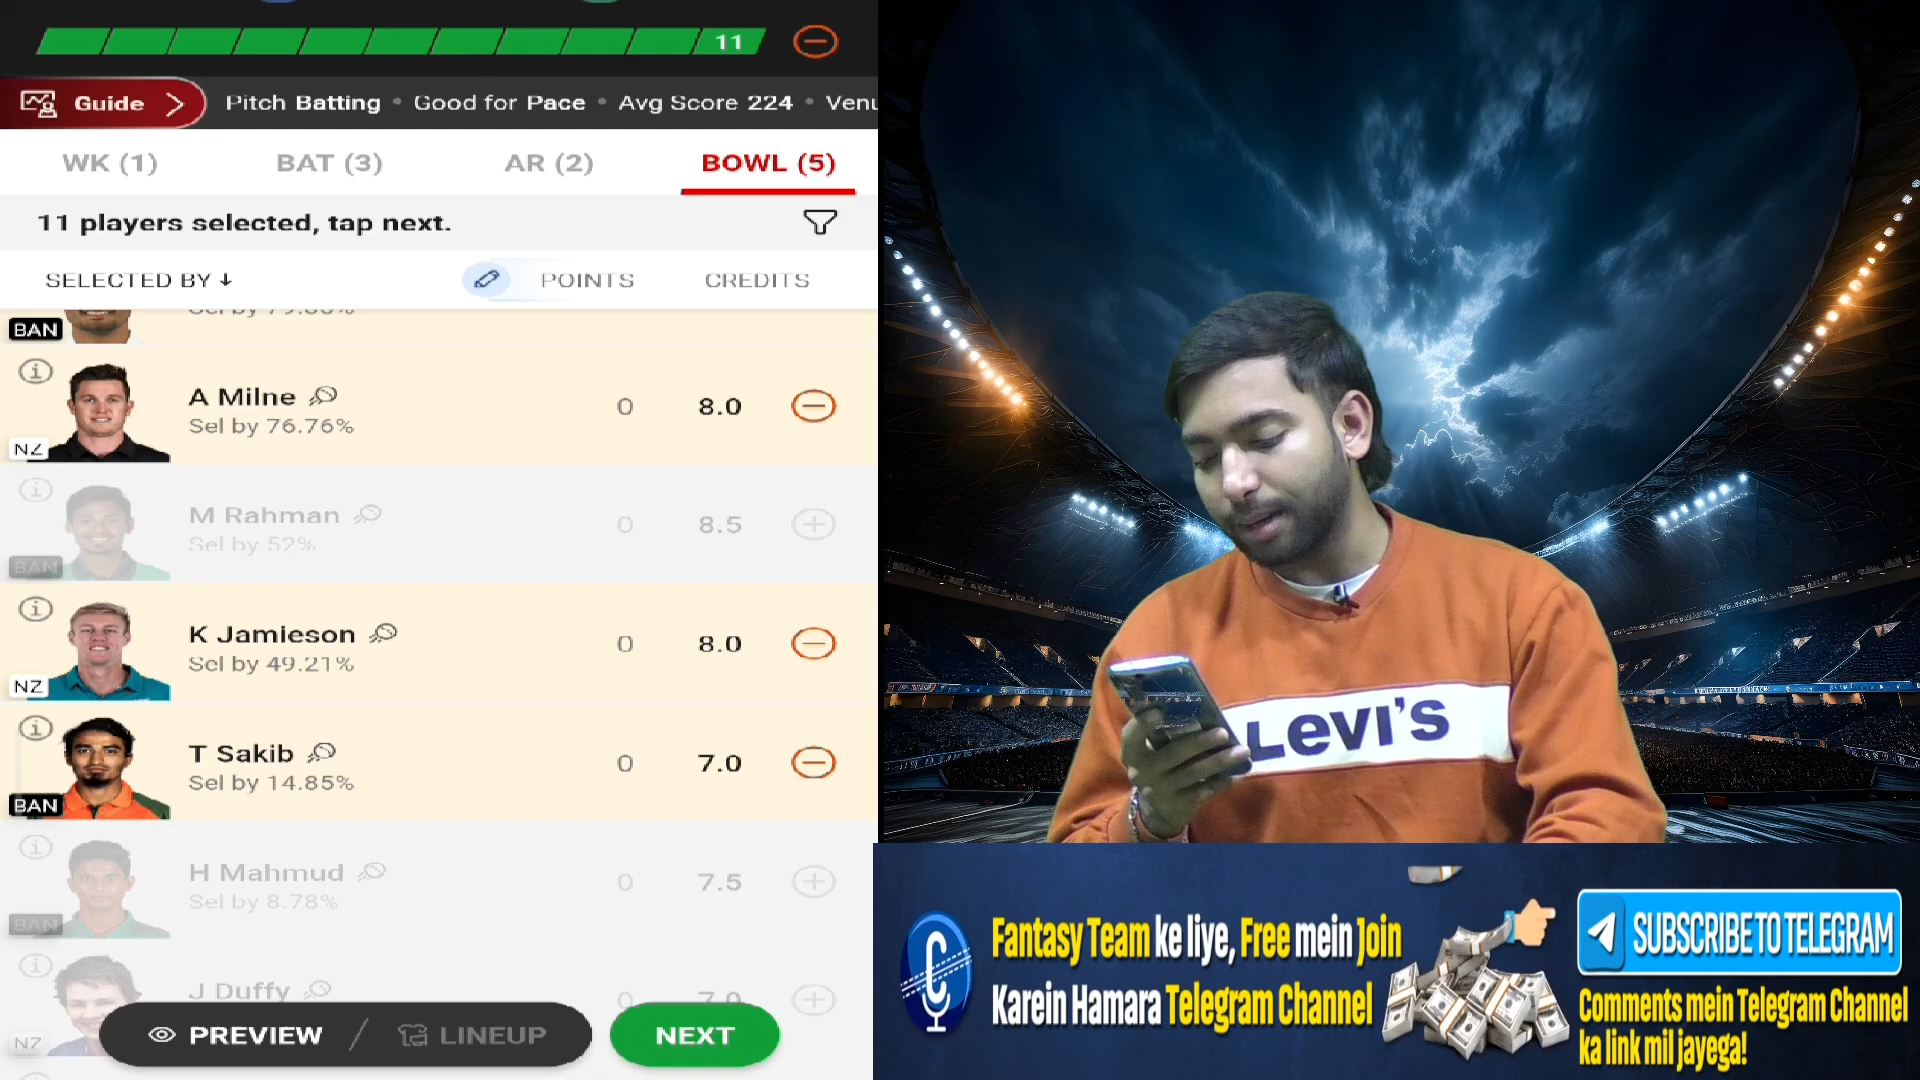 11
Guide
Pitch Batting • Good for Pace • Avg Score 224 • Venu
WK (1) BAT (3) AR (2) BOWL (5)
11 players selected, tap next.
SELECTED BY ↓ POINTS CREDITS
BAN
A Milne
Sel by 76.76%
0 8.0
NZ
M Rahman
Sel by 52%
0 8.5
BAN
K Jamieson
Sel by 49.21%
0 8.0
NZ
T Sakib
Sel by 14.85%
0 7.0
BAN
H Mahmud
Sel by 8.78%
0 7.5
BAN
J Duffy
0 7.0
NZ
PREVIEW / LINEUP
NEXT
LEVI'S
Fantasy Team ke liye, Free mein Join
Karein Hamara Telegram Channel
SUBSCRIBE TO TELEGRAM
Comments mein Telegram Channel
ka link mil jayega!